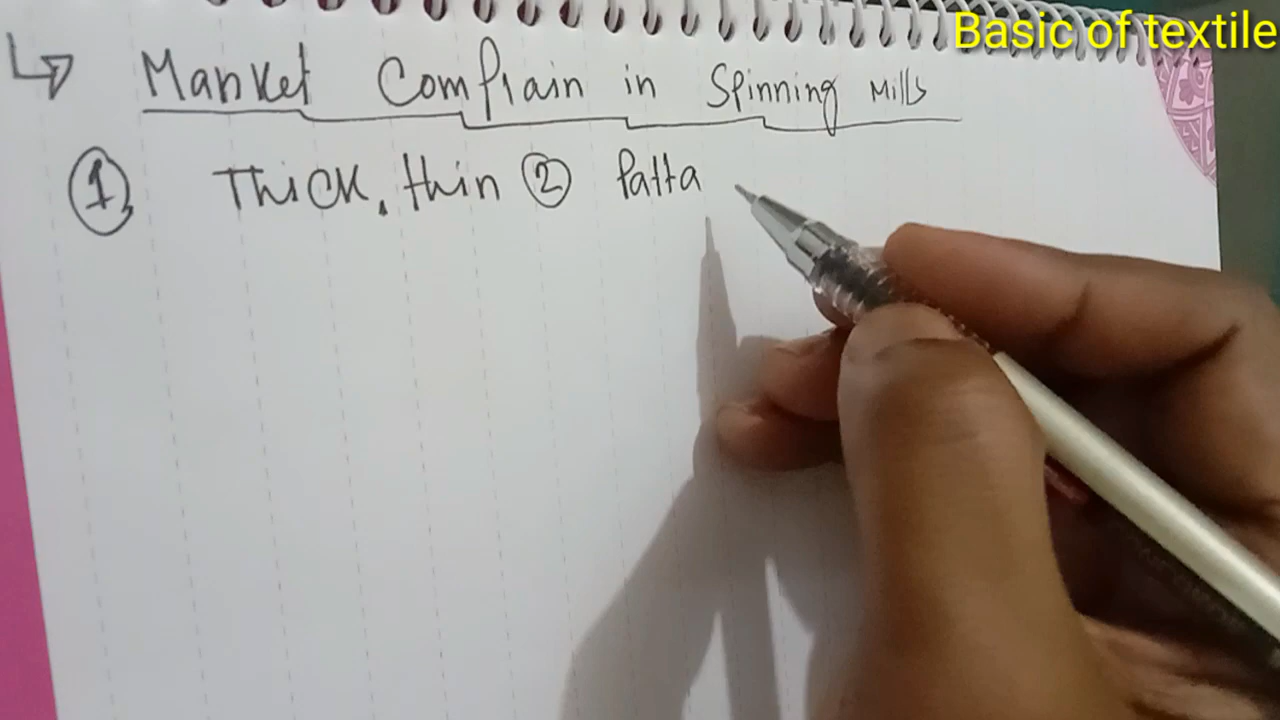 Basic of textile
Market Complain in Spinning Mills
① Thick, thin ② Patta